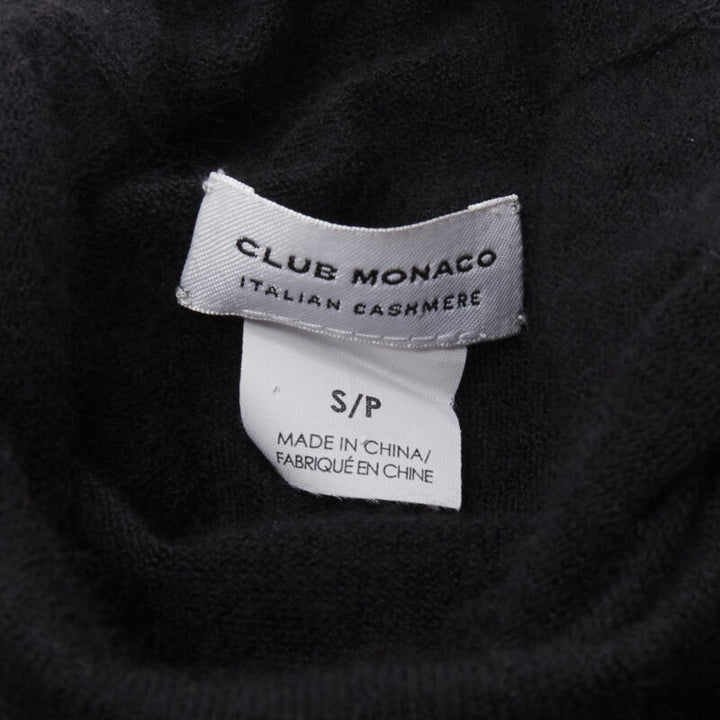 CLUB MONACO
ITALIAN CASHMERE
S/P
MADE IN CHINA/
FABRIQUÉ EN CHINE